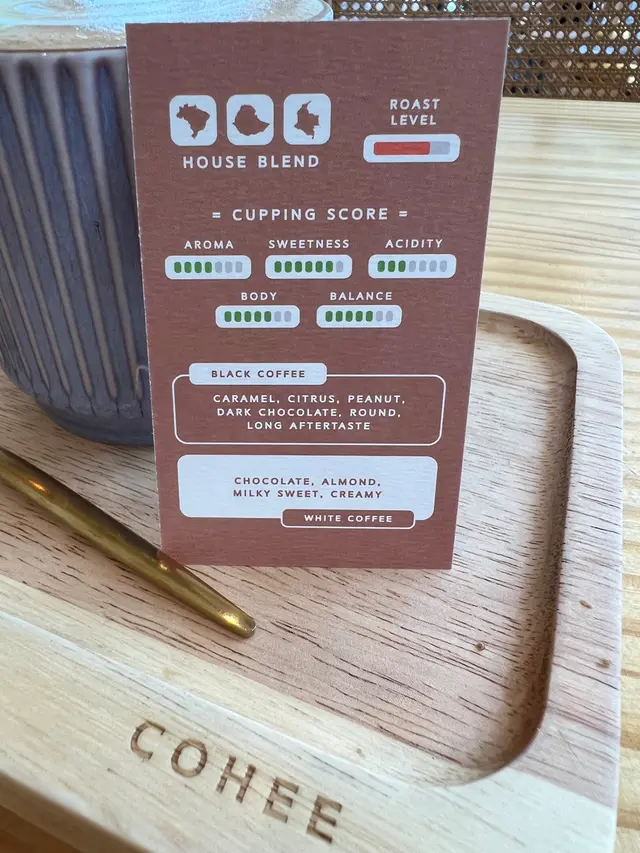 HOUSE BLEND
ROAST
LEVEL
= CUPPING SCORE =
AROMA
SWEETNESS
ACIDITY
BODY
BALANCE
BLACK COFFEE
CARAMEL, CITRUS, PEANUT,
DARK CHOCOLATE, ROUND,
LONG AFTERTASTE
CHOCOLATE, ALMOND,
MILKY SWEET, CREAMY
WHITE COFFEE
COHEE